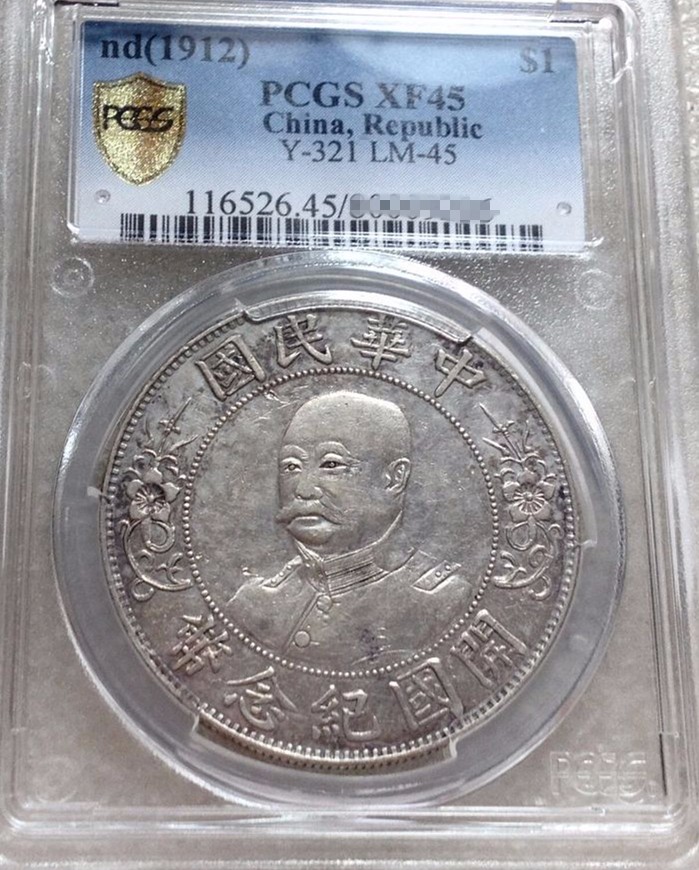 nd(1912) $1
PCGS
PCGS XF45
China, Republic
Y-321 LM-45
116526.45/
國民華中
幣念紀國開
PCGS